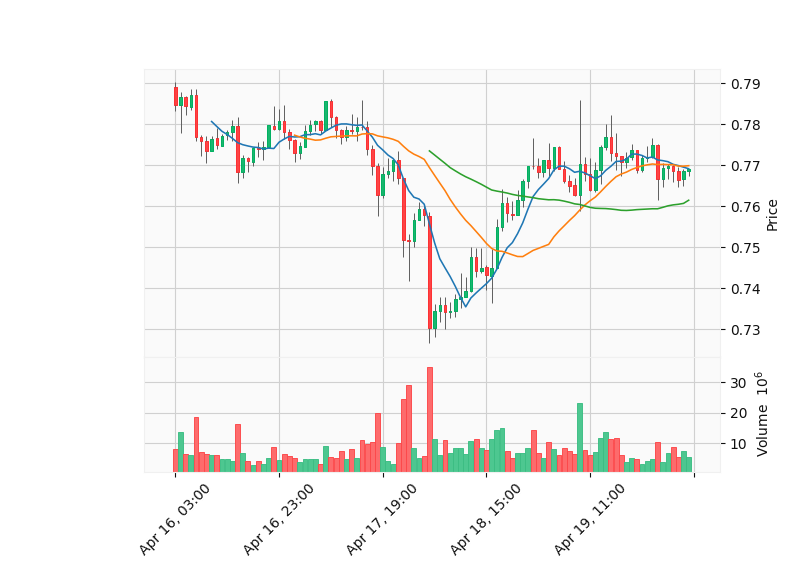 0.79
0.78
0.77
0.76
0.75
0.74
0.73
Price
30
20
10
Volume 10^6
Apr 16, 03:00
Apr 16, 23:00
Apr 17, 19:00
Apr 18, 15:00
Apr 19, 11:00